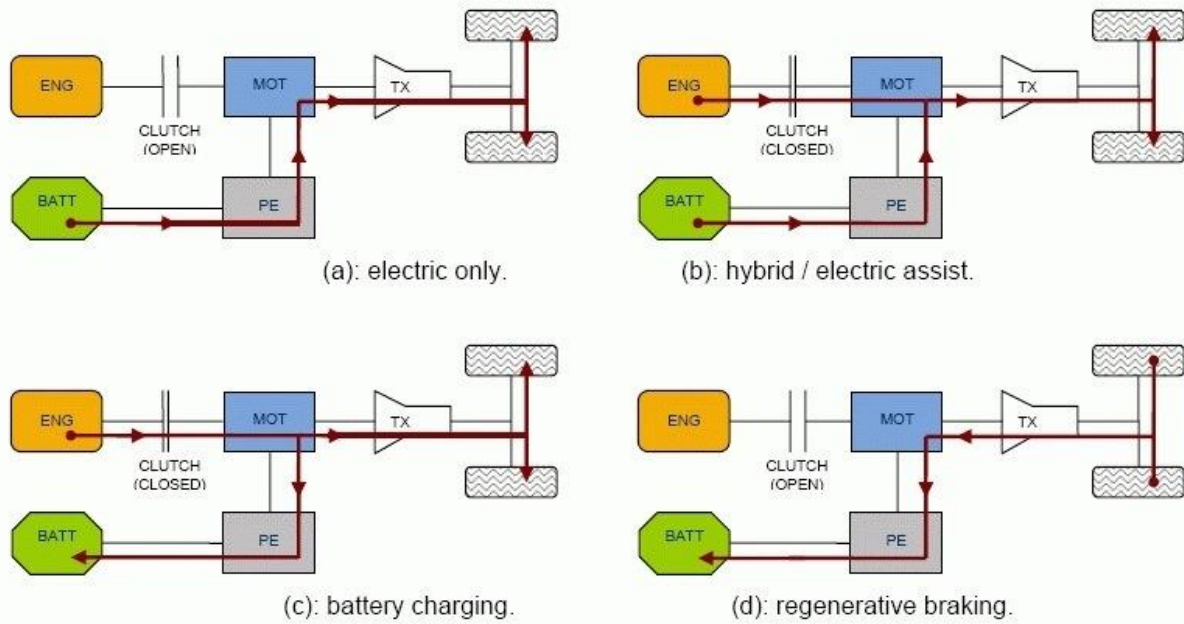 ENG
MOT
TX
CLUTCH
(OPEN)
BATT
PE
(a): electric only.
ENG
MOT
TX
CLUTCH
(CLOSED)
BATT
PE
(b): hybrid / electric assist.
ENG
MOT
TX
CLUTCH
(CLOSED)
BATT
PE
(c): battery charging.
ENG
MOT
TX
CLUTCH
(OPEN)
BATT
PE
(d): regenerative braking.